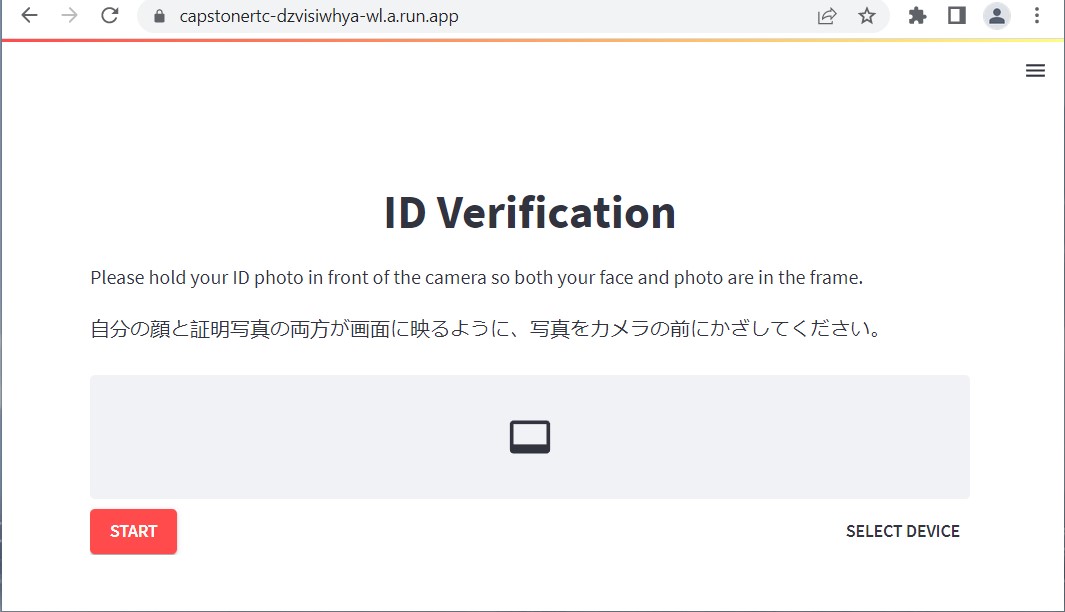 capstonertc-dzvisiwhya-wl.a.run.app
ID Verification
Please hold your ID photo in front of the camera so both your face and photo are in the frame.
自分の顔と証明写真の両方が画面に映るように、写真をカメラの前にかざしてください。
START
SELECT DEVICE